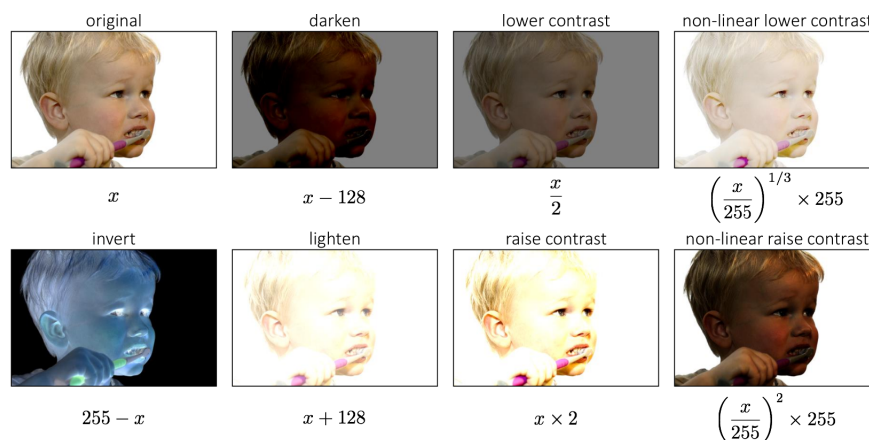 original darken lower contrast non-linear lower contrast
x x − 128 x/2 (x/255)^{1/3} × 255
invert lighten raise contrast non-linear raise contrast
255 − x x + 128 x × 2 (x/255)^2 × 255